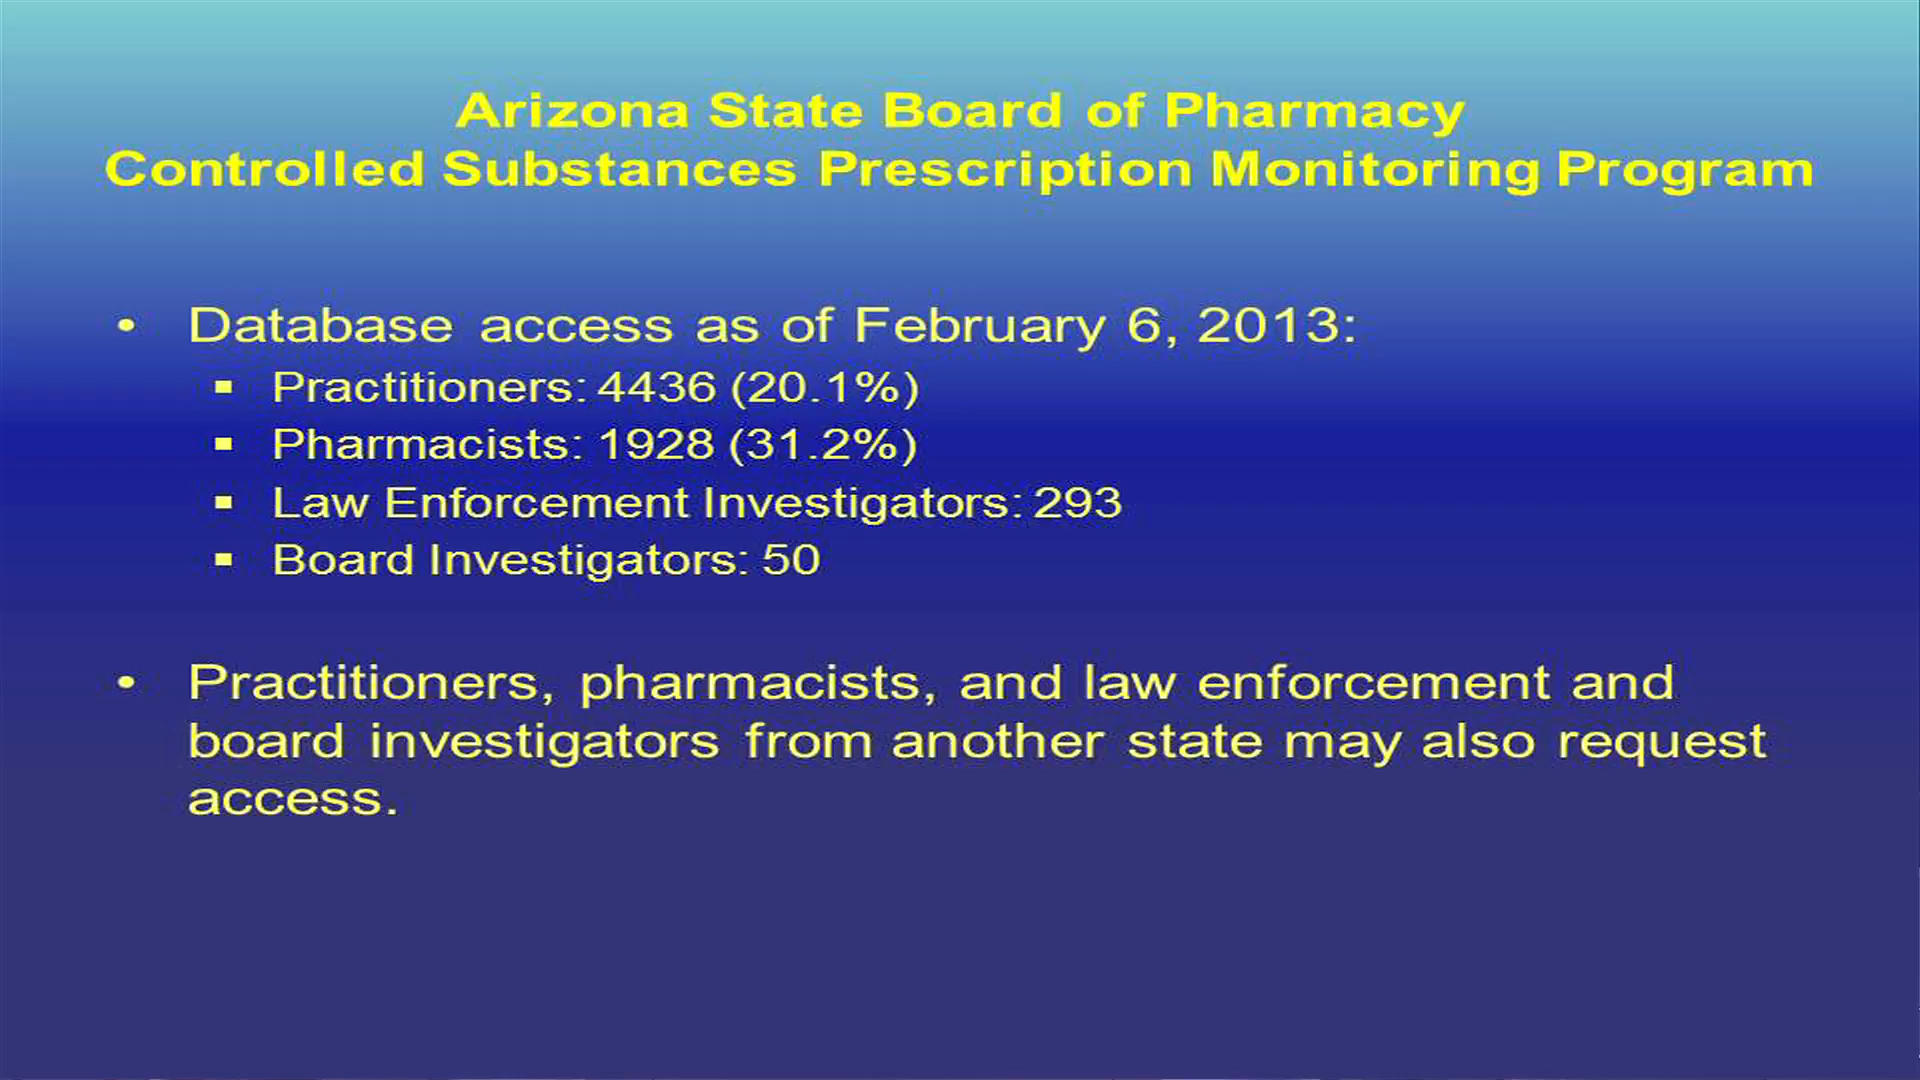 Arizona State Board of Pharmacy
Controlled Substances Prescription Monitoring Program
• Database access as of February 6, 2013:
▪ Practitioners: 4436 (20.1%)
▪ Pharmacists: 1928 (31.2%)
▪ Law Enforcement Investigators: 293
▪ Board Investigators: 50
• Practitioners, pharmacists, and law enforcement and
board investigators from another state may also request
access.